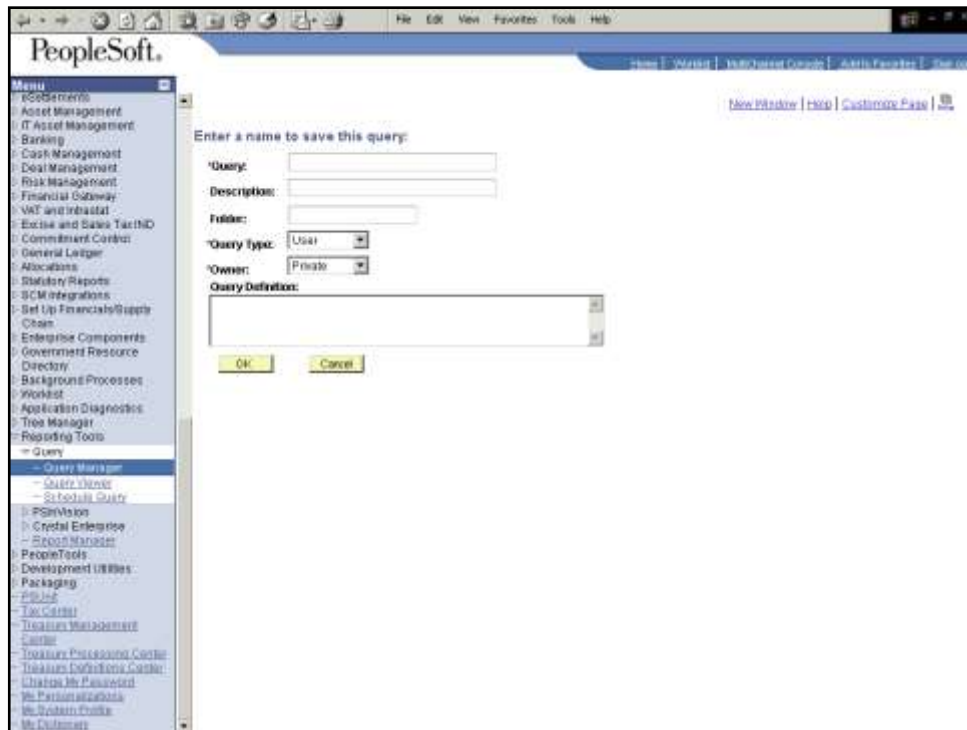 File Edit View Favorites Tools Help
PeopleSoft.
Home Worklist MultiChannel Console Add to Favorites Sign out
Menu
New Window | Help | Customize Page |
eSettlements
Asset Management
IT Asset Management
Banking
Cash Management
Deal Management
Risk Management
Financial Gateway
VAT and Intrastat
Excise and Sales Tax/IND
Commitment Control
General Ledger
Allocations
Statutory Reports
SCM Integrations
Set Up Financials/Supply
Chain
Enterprise Components
Government Resource
Directory
Background Processes
Worklist
Application Diagnostics
Tree Manager
Reporting Tools
Query
Query Manager
Query Viewer
Schedule Query
PS/nVision
Crystal Enterprise
Report Manager
PeopleTools
Development Utilities
Packaging
PSUnit
Tax Center
Treasury Management
Center
Treasury Processing Center
Treasury Definitions Center
Change My Password
My Personalizations
My System Profile
My Dictionary
Enter a name to save this query:
*Query:
Description:
Folder:
*Query Type: User
*Owner: Private
Query Definition:
OK Cancel